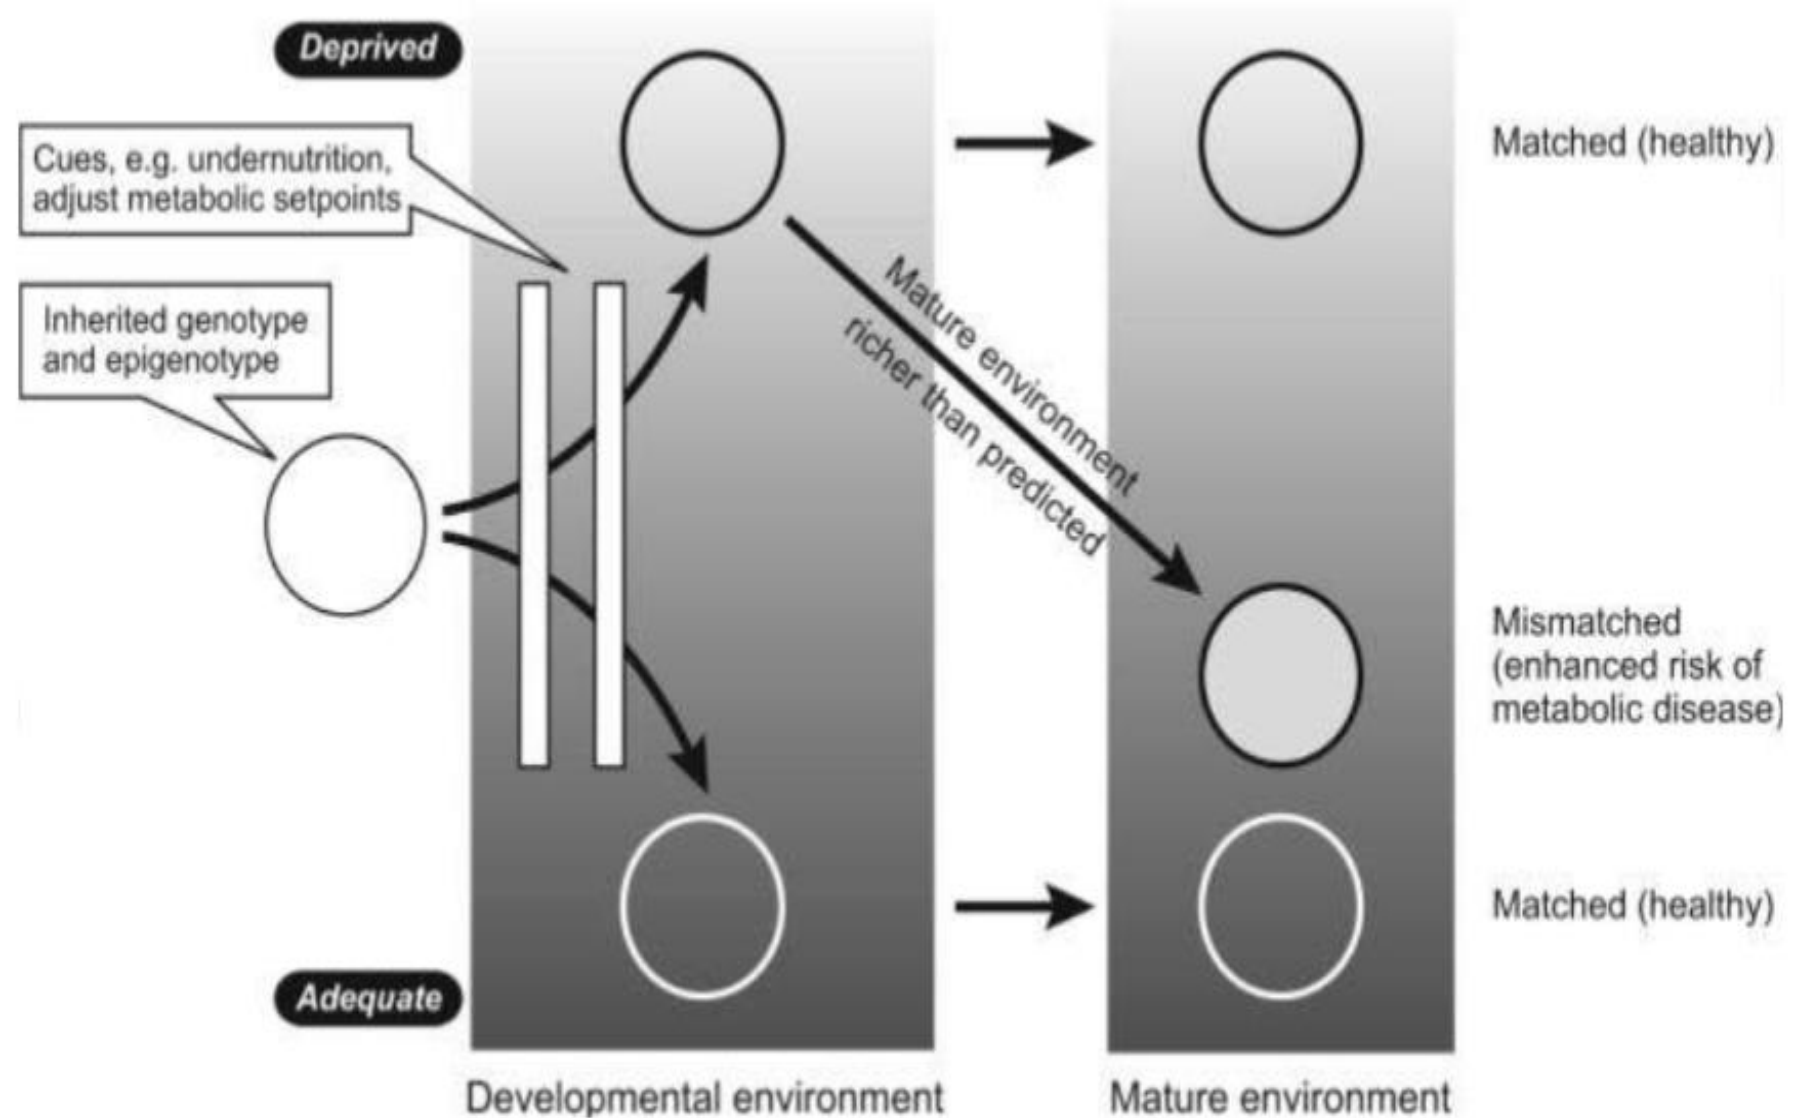 Deprived
Cues, e.g. undernutrition,
adjust metabolic setpoints
Inherited genotype
and epigenotype
Mature environment
richer than predicted
Matched (healthy)
Mismatched
(enhanced risk of
metabolic disease)
Matched (healthy)
Adequate
Developmental environment
Mature environment